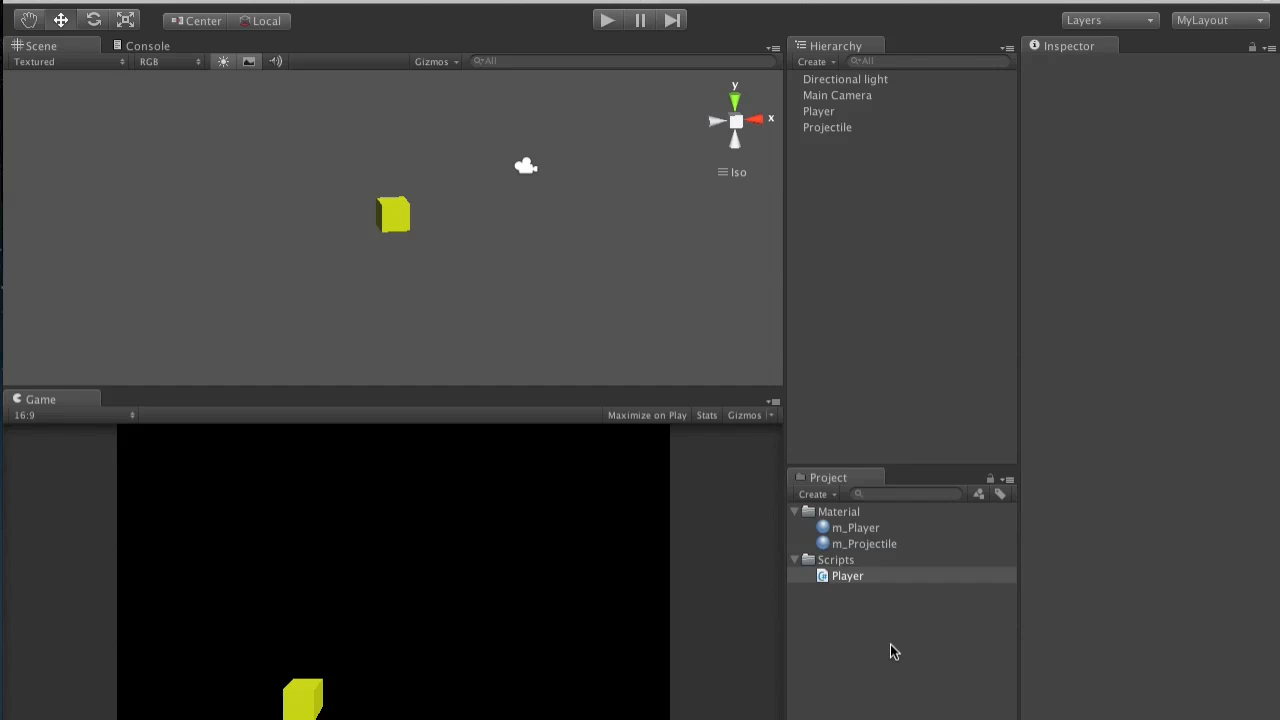 Center Local Layers MyLayout
Scene Console
Textured RGB Gizmos All
y
x
Iso
Game
16:9 Maximize on Play Stats Gizmos
Hierarchy
Create All
Directional light
Main Camera
Player
Projectile
Project
Create
Material
m_Player
m_Projectile
Scripts
Player
Inspector